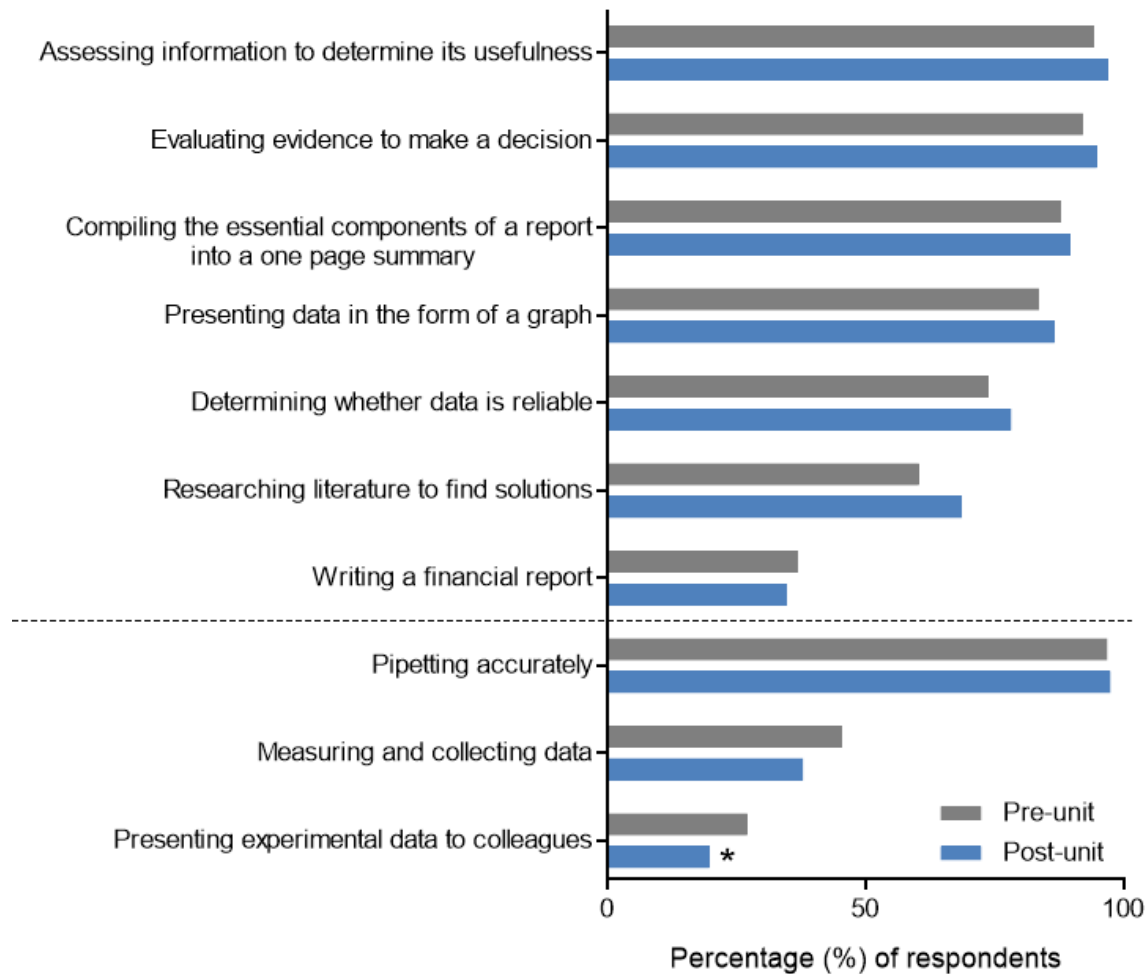 Assessing information to determine its usefulness
Evaluating evidence to make a decision
Compiling the essential components of a report
into a one page summary
Presenting data in the form of a graph
Determining whether data is reliable
Researching literature to find solutions
Writing a financial report
Pipetting accurately
Measuring and collecting data
Presenting experimental data to colleagues
*
Pre-unit
Post-unit
0 50 100
Percentage (%) of respondents